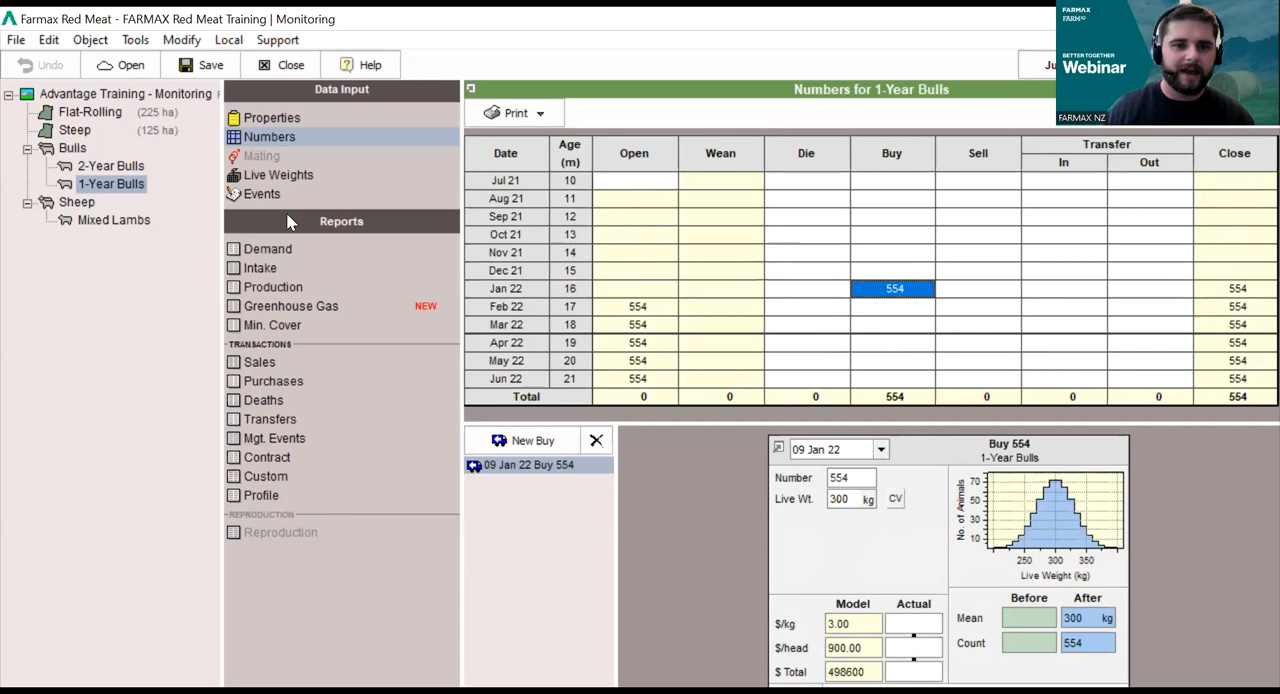 Farmax Red Meat - FARMAX Red Meat Training | Monitoring
File Edit Object Tools Modify Local Support
Undo Open Save Close Help Ju
FARMAX
BETTER TOGETHER
Webinar
FARMAX NZ
Advantage Training - Monitoring
Flat-Rolling (225 ha)
Steep (125 ha)
Bulls
2-Year Bulls
1-Year Bulls
Sheep
Mixed Lambs
Data Input
Properties
Numbers
Mating
Live Weights
Events
Reports
Demand
Intake
Production
Greenhouse Gas NEW
Min. Cover
TRANSACTIONS
Sales
Purchases
Deaths
Transfers
Mgt. Events
Contract
Custom
Profile
REPRODUCTION
Reproduction
Numbers for 1-Year Bulls
Print
Date Age (m) Open Wean Die Buy Sell Transfer In Out Close
Jul 21 10
Aug 21 11
Sep 21 12
Oct 21 13
Nov 21 14
Dec 21 15
Jan 22 16 554 554
Feb 22 17 554 554
Mar 22 18 554 554
Apr 22 19 554 554
May 22 20 554 554
Jun 22 21 554 554
Total 0 0 0 554 0 0 0 554
New Buy
09 Jan 22 Buy 554
09 Jan 22
Buy 554
1-Year Bulls
Number 554
Live Wt. 300 kg CV
Model Actual
$/kg 3.00
$/head 900.00
$ Total 498600
No. of Animals
70
50
30
10
250 300 350
Live Weight (kg)
Before After
Mean 300 kg
Count 554